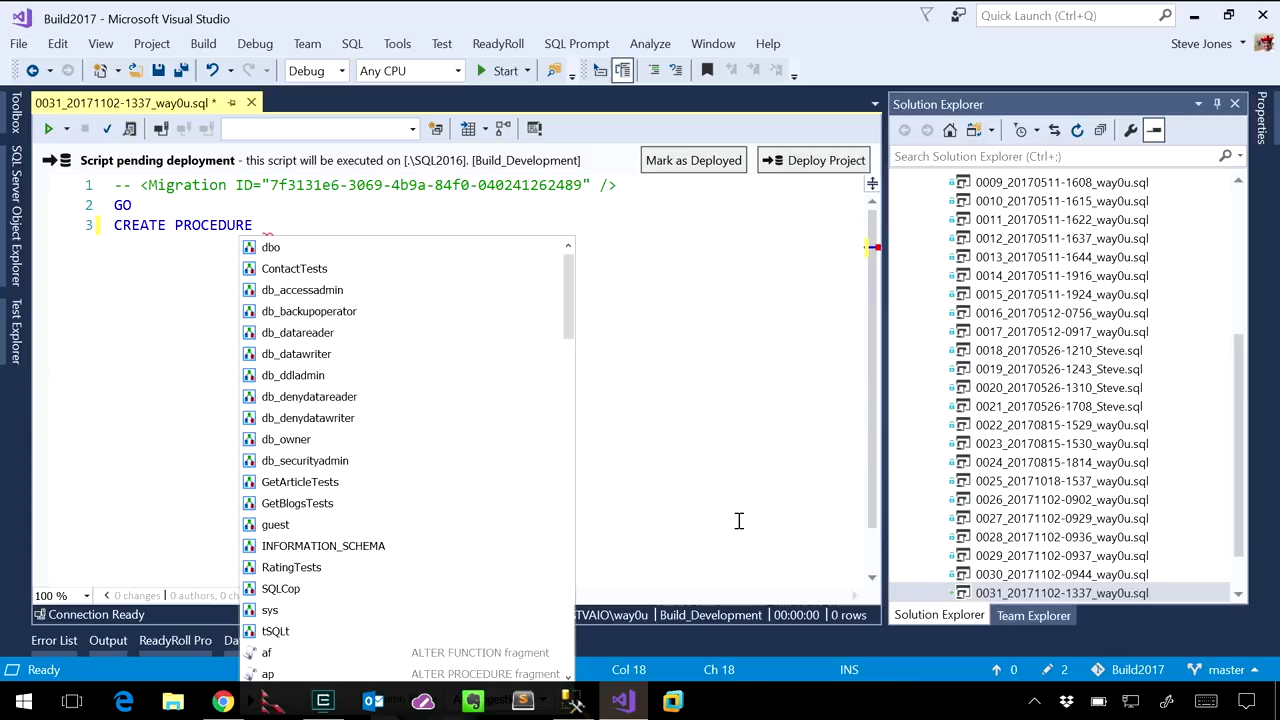 Build2017 - Microsoft Visual Studio
Quick Launch (Ctrl+Q)
File Edit View Project Build Debug Team SQL Tools Test ReadyRoll SQL Prompt Analyze Window Help
Steve Jones
Debug Any CPU Start
Toolbox
SQL Server Object Explorer
Test Explorer
0031_20171102-1337_way0u.sql *
Script pending deployment - this script will be executed on [.\SQL2016]. [Build_Development]
Mark as Deployed
Deploy Project
1 -- <Migration ID="7f3131e6-3069-4b9a-84f0-040241262489" />
2 GO
3 CREATE PROCEDURE
dbo
ContactTests
db_accessadmin
db_backupoperator
db_datareader
db_datawriter
db_ddladmin
db_denydatareader
db_denydatawriter
db_owner
db_securityadmin
GetArticleTests
GetBlogsTests
guest
INFORMATION_SCHEMA
RatingTests
SQLCop
sys
tSQLt
af ALTER FUNCTION fragment
ap ALTER PROCEDURE fragment
100 % 0 changes | 0 authors, 0 ch
Connection Ready
TVAIO\way0u | Build_Development | 00:00:00 | 0 rows
Error List Output ReadyRoll Pro Da
Solution Explorer
Search Solution Explorer (Ctrl+;)
0009_20170511-1608_way0u.sql
0010_20170511-1615_way0u.sql
0011_20170511-1622_way0u.sql
0012_20170511-1637_way0u.sql
0013_20170511-1644_way0u.sql
0014_20170511-1916_way0u.sql
0015_20170511-1924_way0u.sql
0016_20170512-0756_way0u.sql
0017_20170512-0917_way0u.sql
0018_20170526-1210_Steve.sql
0019_20170526-1243_Steve.sql
0020_20170526-1310_Steve.sql
0021_20170526-1708_Steve.sql
0022_20170815-1529_way0u.sql
0023_20170815-1530_way0u.sql
0024_20170815-1814_way0u.sql
0025_20171018-1537_way0u.sql
0026_20171102-0902_way0u.sql
0027_20171102-0929_way0u.sql
0028_20171102-0936_way0u.sql
0029_20171102-0937_way0u.sql
0030_20171102-0944_way0u.sql
0031_20171102-1337_way0u.sql
Solution Explorer Team Explorer
Properties
Ready Col 18 Ch 18 INS 0 2 Build2017 master